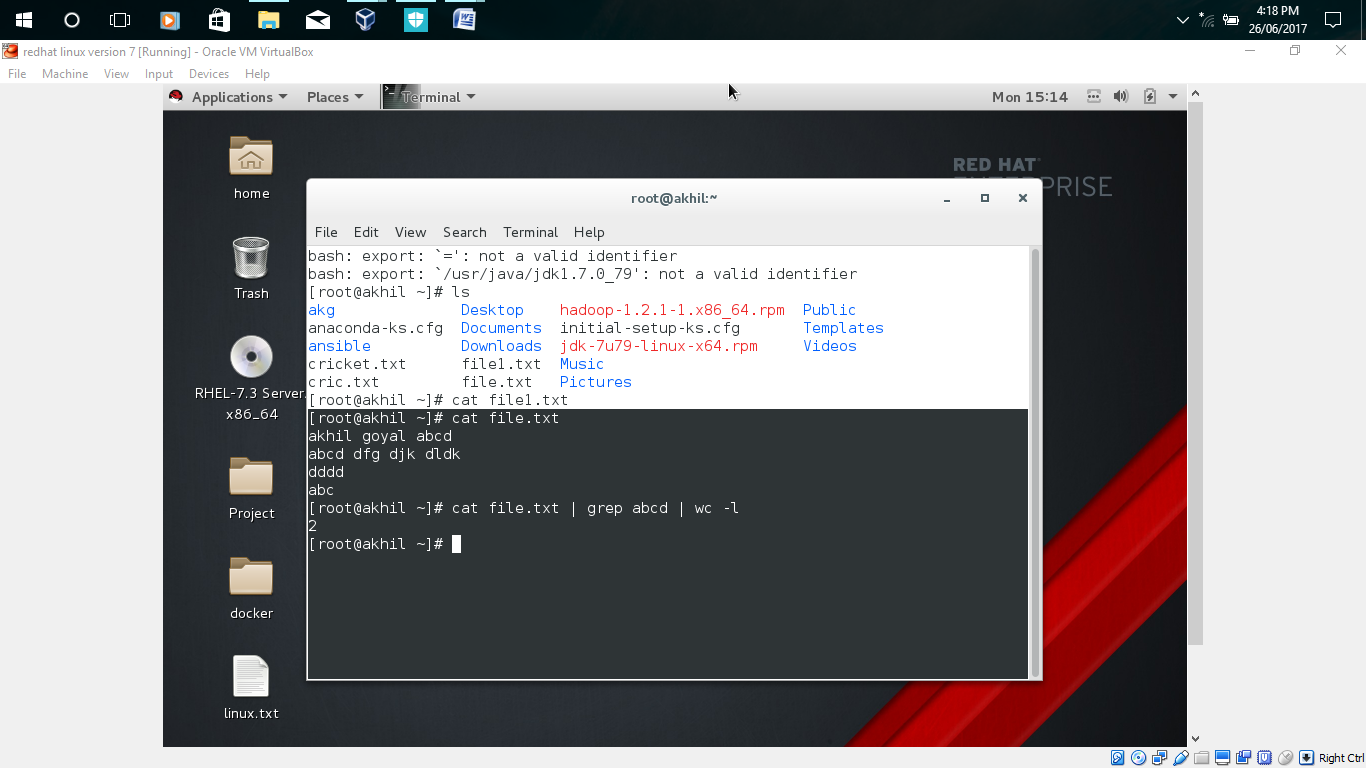 4:18 PM
26/06/2017
redhat linux version 7 [Running] - Oracle VM VirtualBox
File Machine View Input Devices Help
Applications Places Terminal Mon 15:14
home
Trash
RHEL-7.3 Server.
x86_64
Project
docker
linux.txt
RED HAT
ENTERPRISE
root@akhil:~
File Edit View Search Terminal Help
bash: export: `=': not a valid identifier
bash: export: `/usr/java/jdk1.7.0_79': not a valid identifier
[root@akhil ~]# ls
akg Desktop hadoop-1.2.1-1.x86_64.rpm Public
anaconda-ks.cfg Documents initial-setup-ks.cfg Templates
ansible Downloads jdk-7u79-linux-x64.rpm Videos
cricket.txt file1.txt Music
cric.txt file.txt Pictures
[root@akhil ~]# cat file1.txt
[root@akhil ~]# cat file.txt
akhil goyal abcd
abcd dfg djk dldk
dddd
abc
[root@akhil ~]# cat file.txt | grep abcd | wc -l
2
[root@akhil ~]#
Right Ctrl